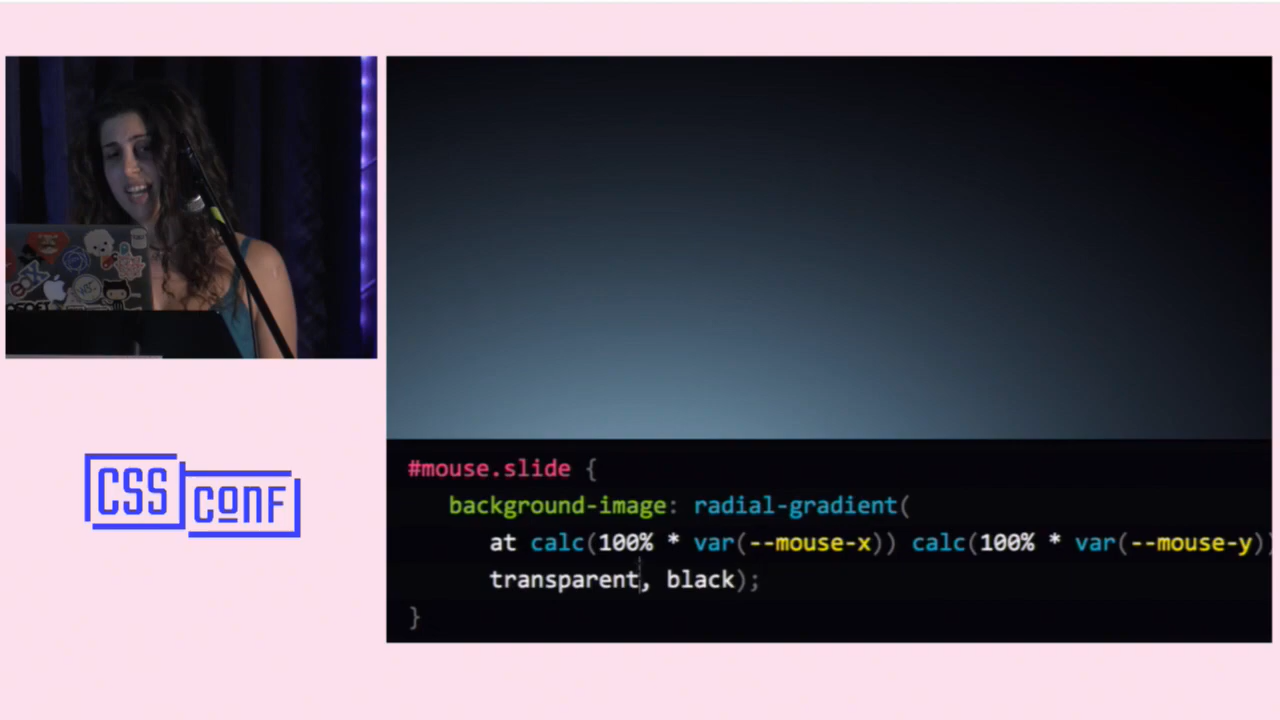 CSS
CONF
#mouse.slide {
background-image: radial-gradient(
at calc(100% * var(--mouse-x)) calc(100% * var(--mouse-y))
transparent, black);
}